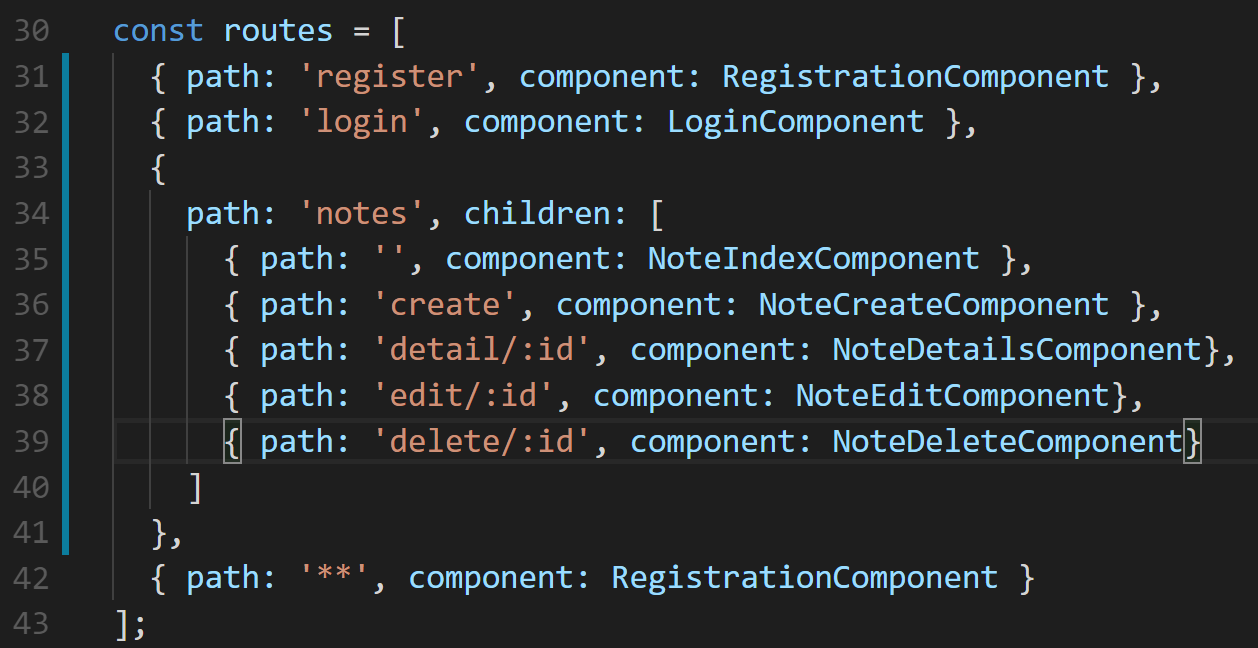 30 const routes = [
31 { path: 'register', component: RegistrationComponent },
32 { path: 'login', component: LoginComponent },
33 {
34 path: 'notes', children: [
35 { path: '', component: NoteIndexComponent },
36 { path: 'create', component: NoteCreateComponent },
37 { path: 'detail/:id', component: NoteDetailsComponent},
38 { path: 'edit/:id', component: NoteEditComponent},
39 { path: 'delete/:id', component: NoteDeleteComponent}
40 ]
41 },
42 { path: '**', component: RegistrationComponent }
43 ];